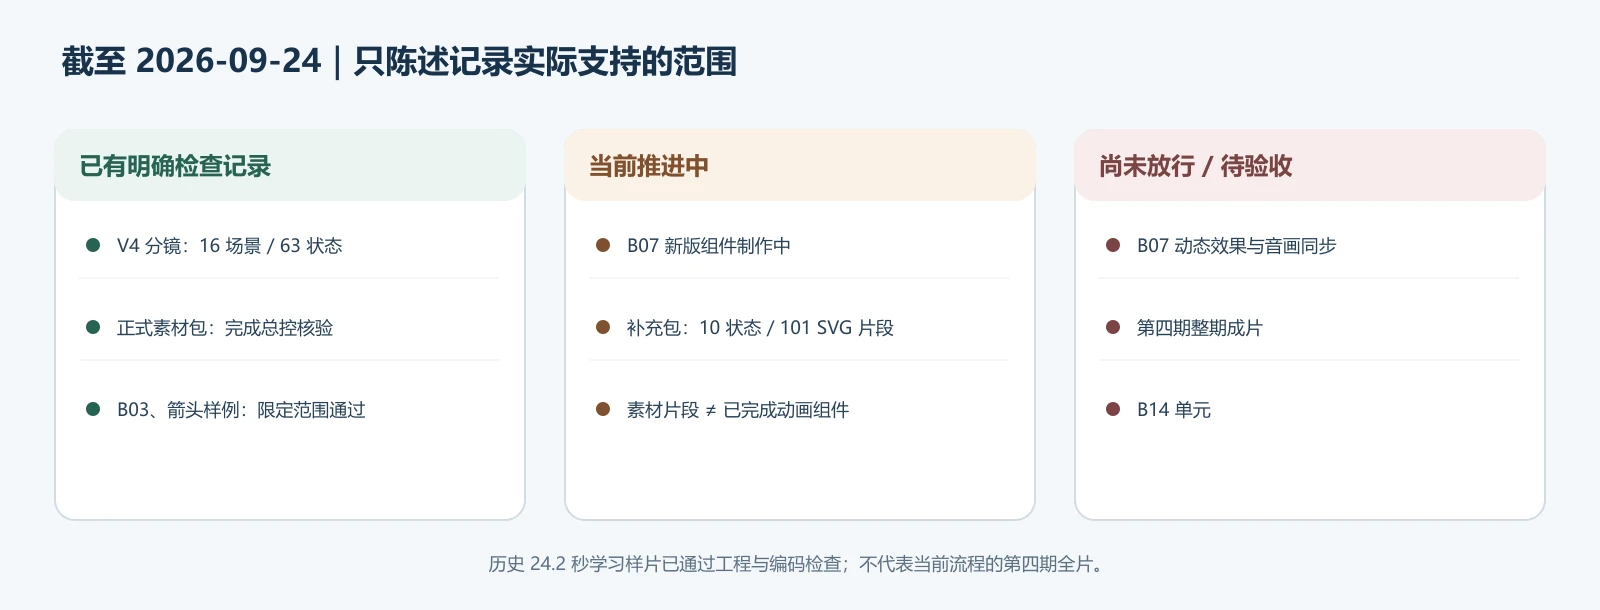 截至 2026-09-24｜只陈述记录实际支持的范围
已有明确检查记录
V4 分镜：16 场景 / 63 状态
正式素材包：完成总控核验
B03、箭头样例：限定范围通过
当前推进中
B07 新版组件制作中
补充包：10 状态 / 101 SVG 片段
素材片段 ≠ 已完成动画组件
尚未放行 / 待验收
B07 动态效果与音画同步
第四期整期成片
B14 单元
历史 24.2 秒学习样片已通过工程与编码检查；不代表当前流程的第四期全片。